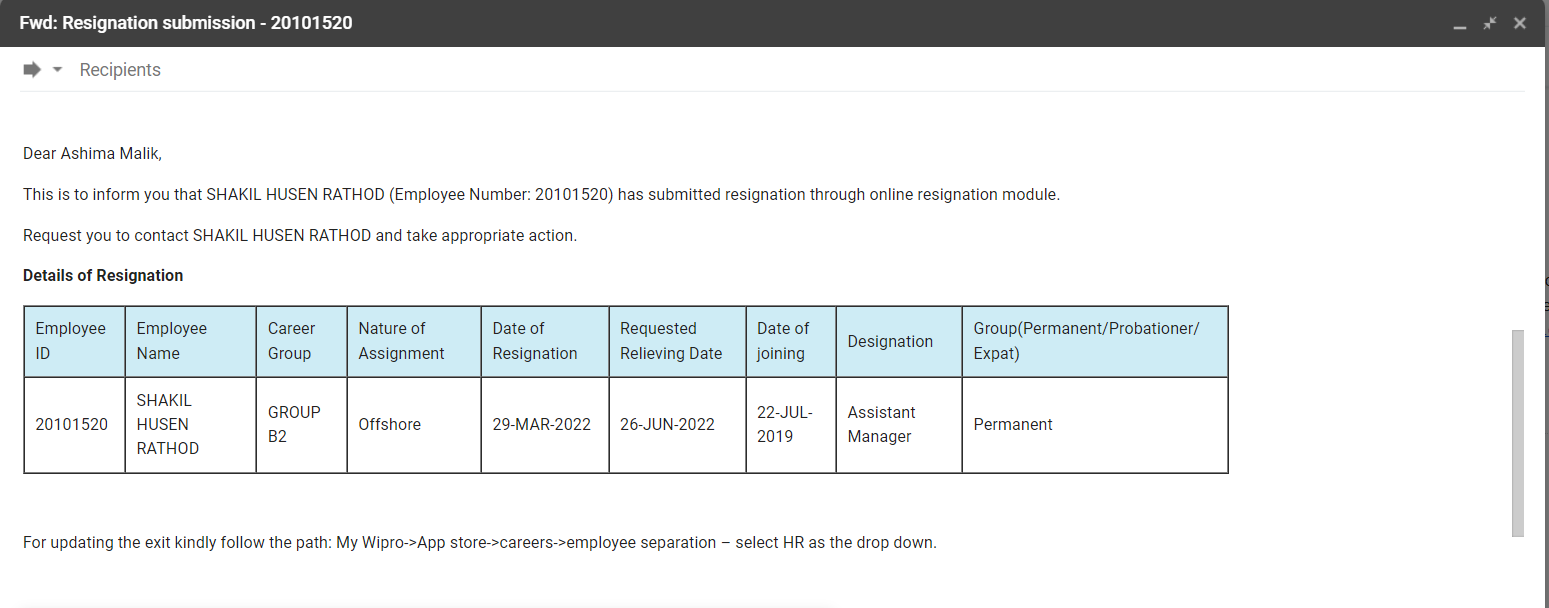 Fwd: Resignation submission - 20101520
Recipients
Dear Ashima Malik,
This is to inform you that SHAKIL HUSEN RATHOD (Employee Number: 20101520) has submitted resignation through online resignation module.
Request you to contact SHAKIL HUSEN RATHOD and take appropriate action.
Details of Resignation
Employee ID
Employee Name
Career Group
Nature of Assignment
Date of Resignation
Requested Relieving Date
Date of joining
Designation
Group(Permanent/Probationer/ Expat)
20101520
SHAKIL HUSEN RATHOD
GROUP B2
Offshore
29-MAR-2022
26-JUN-2022
22-JUL-2019
Assistant Manager
Permanent
For updating the exit kindly follow the path: My Wipro->App store->careers->employee separation – select HR as the drop down.